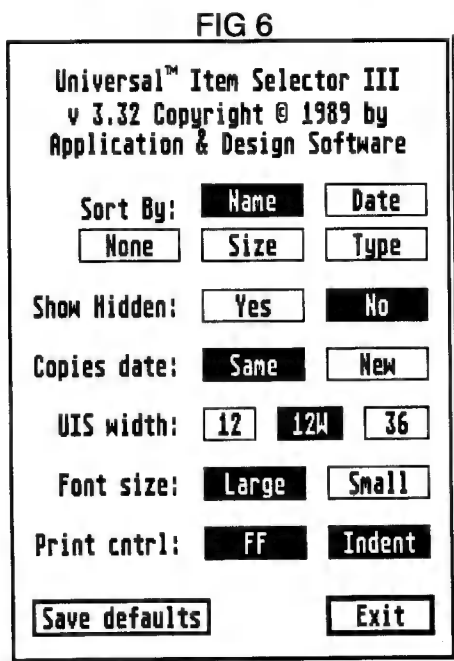 FIG 6
Universal™ Item Selector III
v 3.32 Copyright © 1989 by
Application & Design Software
Sort By: Name Date
None Size Type
Show Hidden: Yes No
Copies date: Same New
UIS width: 12 12W 36
Font size: Large Small
Print cntrl: FF Indent
Save defaults Exit